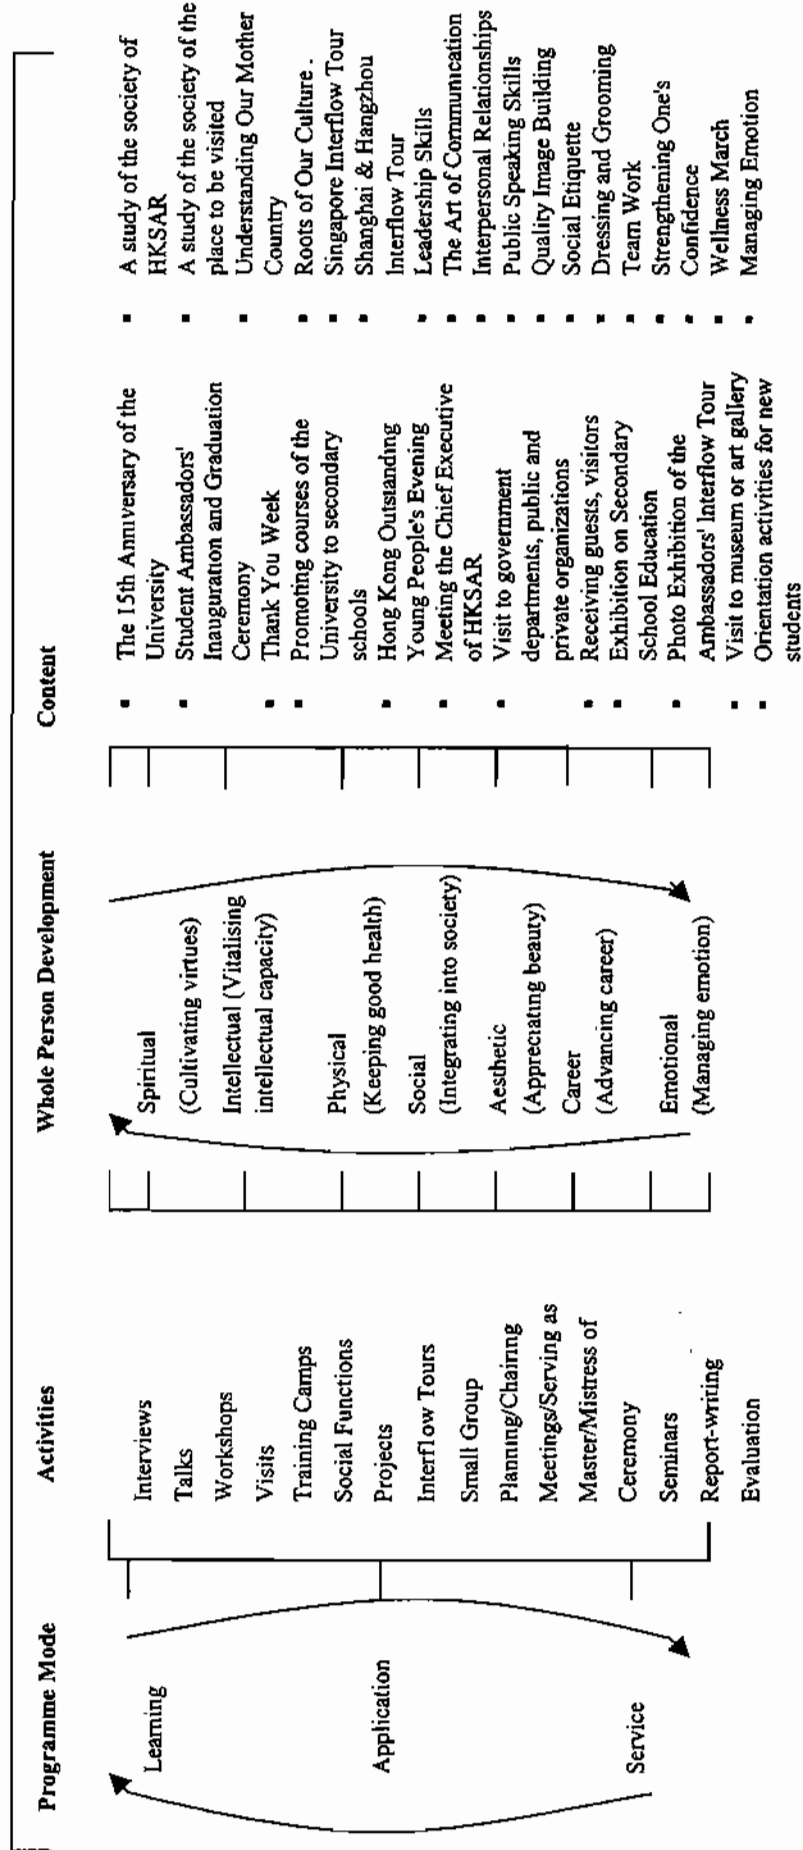 Programme Mode
Learning
Application
Service
Activities
Interviews
Talks
Workshops
Visits
Training Camps
Social Functions
Projects
Interflow Tours
Small Group
Planning/Chairing
Meetings/Serving as
Master/Mistress of
Ceremony
Seminars
Report-writing
Evaluation
Whole Person Development
Spiritual
(Cultivating virtues)
Intellectual (Vitalising
intellectual capacity)
Physical
(Keeping good health)
Social
(Integrating into society)
Aesthetic
(Appreciating beauty)
Career
(Advancing career)
Emotional
(Managing emotion)
Content
▪ The 15th Anniversary of the
University
▪ Student Ambassadors'
Inauguration and Graduation
Ceremony
▪ Thank You Week
▪ Promoting courses of the
University to secondary
schools
▪ Hong Kong Outstanding
Young People's Evening
▪ Meeting the Chief Executive
of HKSAR
▪ Visit to government
departments, public and
private organizations
▪ Receiving guests, visitors
▪ Exhibition on Secondary
School Education
▪ Photo Exhibition of the
Ambassadors' Interflow Tour
▪ Visit to museum or art gallery
▪ Orientation activities for new
students
▪ A study of the society of
HKSAR
▪ A study of the society of the
place to be visited
▪ Understanding Our Mother
Country
▪ Roots of Our Culture .
▪ Singapore Interflow Tour
▪ Shanghai & Hangzhou
Interflow Tour
▪ Leadership Skills
▪ The Art of Communication
▪ Interpersonal Relationships
▪ Public Speaking Skills
▪ Quality Image Building
▪ Social Etiquette
▪ Dressing and Grooming
▪ Team Work
▪ Strengthening One's
▪ Confidence
▪ Wellness March
▪ Managing Emotion